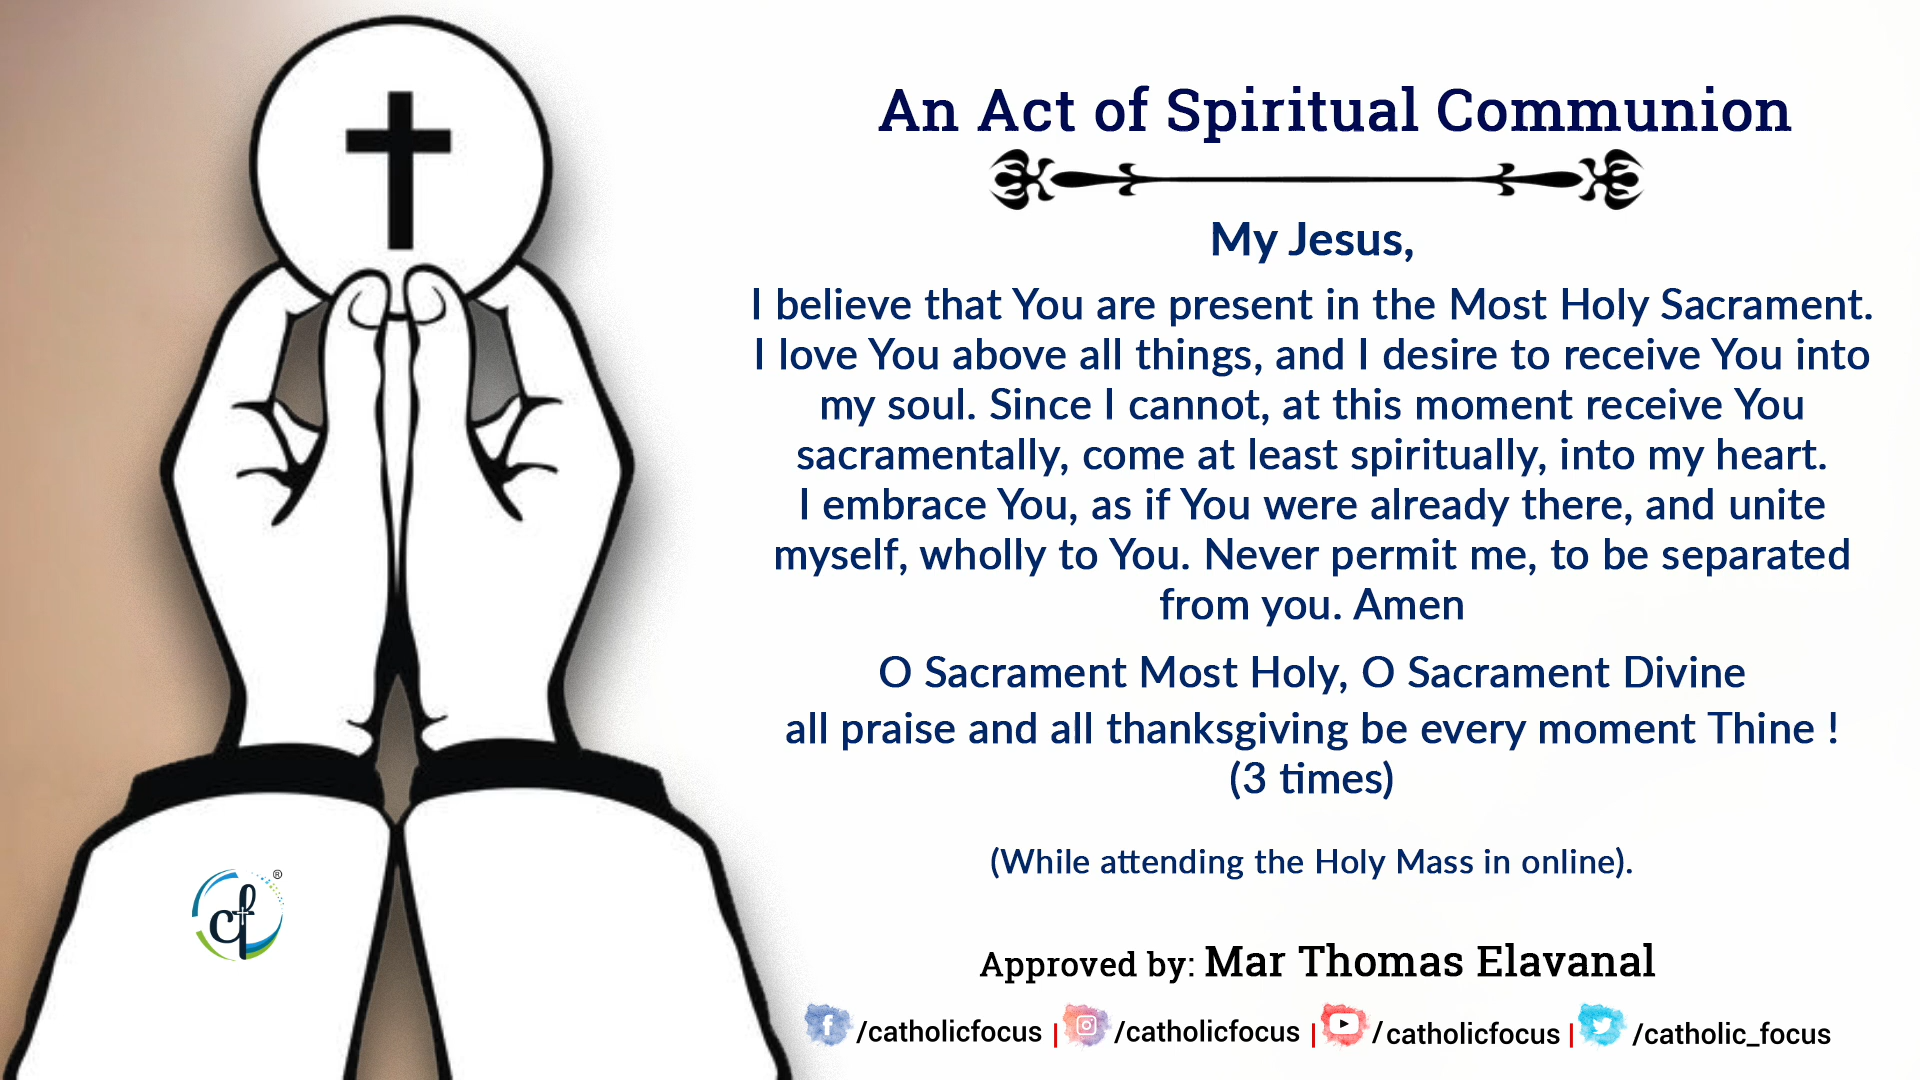 An Act of Spiritual Communion
My Jesus,
I believe that You are present in the Most Holy Sacrament.
I love You above all things, and I desire to receive You into
my soul. Since I cannot, at this moment receive You
sacramentally, come at least spiritually, into my heart.
I embrace You, as if You were already there, and unite
myself, wholly to You. Never permit me, to be separated
from you. Amen
O Sacrament Most Holy, O Sacrament Divine
all praise and all thanksgiving be every moment Thine !
(3 times)
(While attending the Holy Mass in online).
cf ®
Approved by: Mar Thomas Elavanal
f /catholicfocus | /catholicfocus | /catholicfocus | /catholic_focus